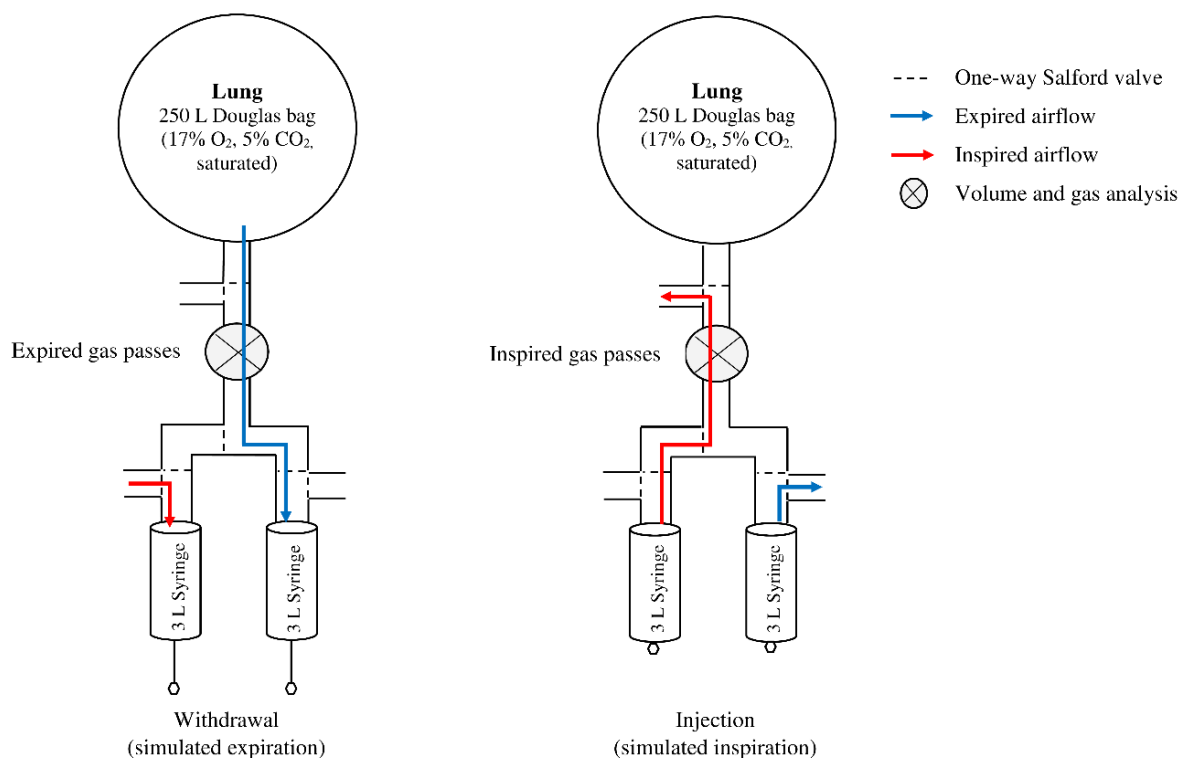 Lung
250 L Douglas bag
(17% O₂, 5% CO₂,
saturated)
Expired gas passes
3 L Syringe
3 L Syringe
Withdrawal
(simulated expiration)
Lung
250 L Douglas bag
(17% O₂, 5% CO₂,
saturated)
Inspired gas passes
3 L Syringe
3 L Syringe
Injection
(simulated inspiration)
One-way Salford valve
Expired airflow
Inspired airflow
Volume and gas analysis